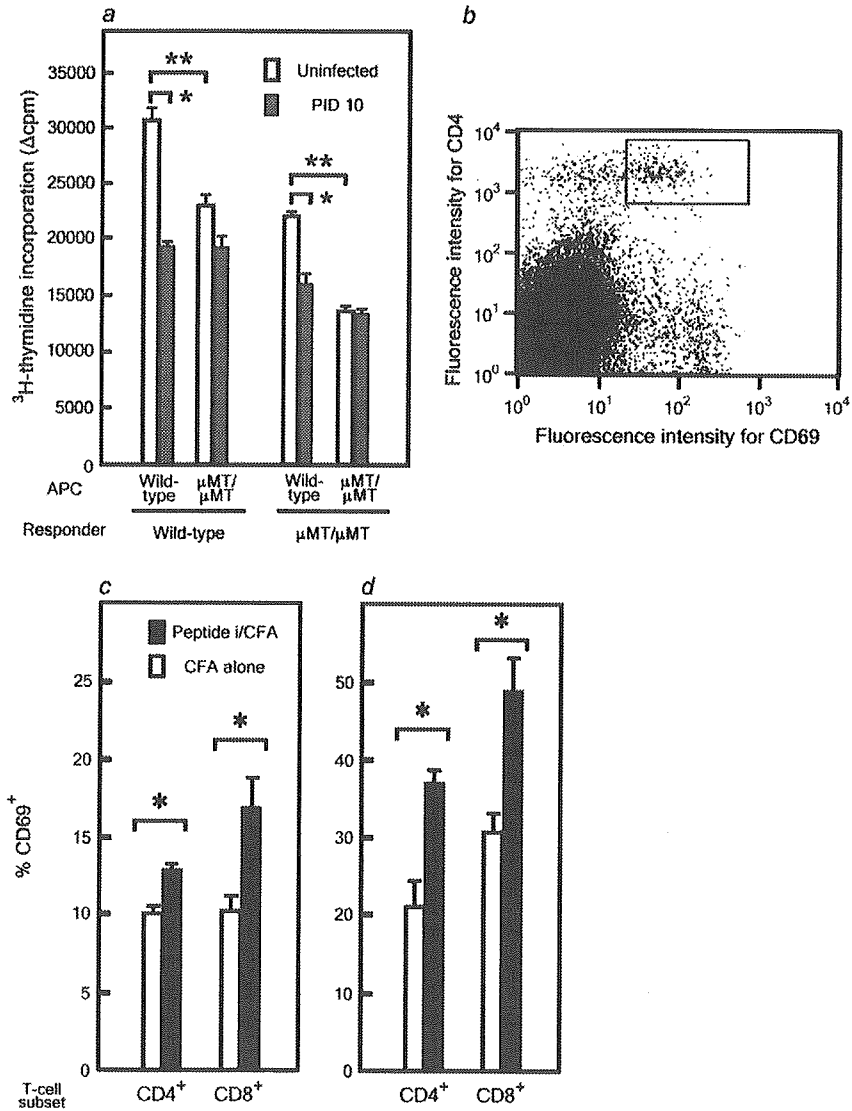 a
³H-thymidine incorporation (Δcpm)
35000
30000
25000
20000
15000
10000
5000
0
Uninfected
PID 10
**
*
**
*
APC
Wild-type
μMT/μMT
Wild-type
μMT/μMT
Responder
Wild-type
μMT/μMT
b
Fluorescence intensity for CD4
10⁴
10³
10²
10¹
10⁰
10⁰ 10¹ 10² 10³ 10⁴
Fluorescence intensity for CD69
c
% CD69⁺
25
20
15
10
5
0
Peptide i/CFA
CFA alone
*
*
T-cell
subset
CD4⁺ CD8⁺
d
50
40
30
20
10
0
*
*
CD4⁺ CD8⁺